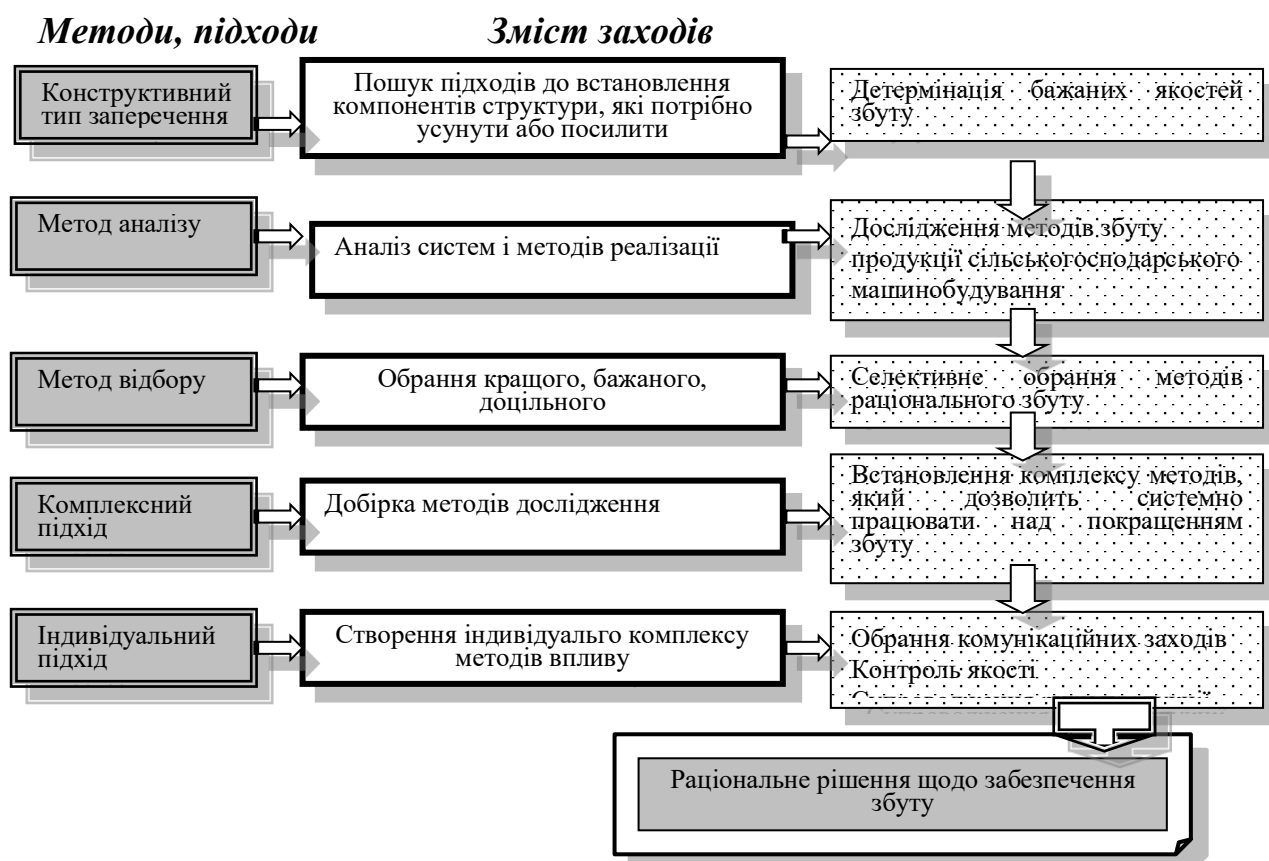 Методи, підходи
Зміст заходів
Конструктивний
тип заперечення
Пошук підходів до встановлення
компонентів структури, які потрібно
усунути або посилити
Детермінація бажаних якостей
збуту
Метод аналізу
Аналіз систем і методів реалізації
Дослідження методів збуту
продукції сільськогосподарського
машинобудування
Метод відбору
Обрання кращого, бажаного,
доцільного
Селективне обрання методів
раціонального збуту
Комплексний
підхід
Добірка методів дослідження
Встановлення комплексу методів,
який дозволить системно
працювати над покращенням
збуту
Індивідуальний
підхід
Створення індивідуальго комплексу
методів впливу
Обрання комунікаційних заходів
Контроль якості
Раціональне рішення щодо забезпечення
збуту